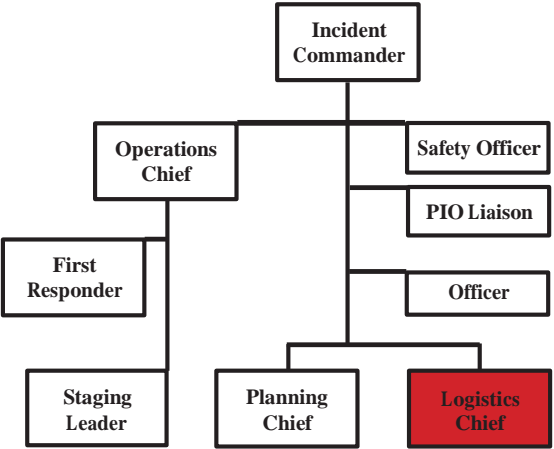 Incident
Commander
Operations
Chief
Safety Officer
PIO Liaison
First
Responder
Officer
Staging
Leader
Planning
Chief
Logistics
Chief